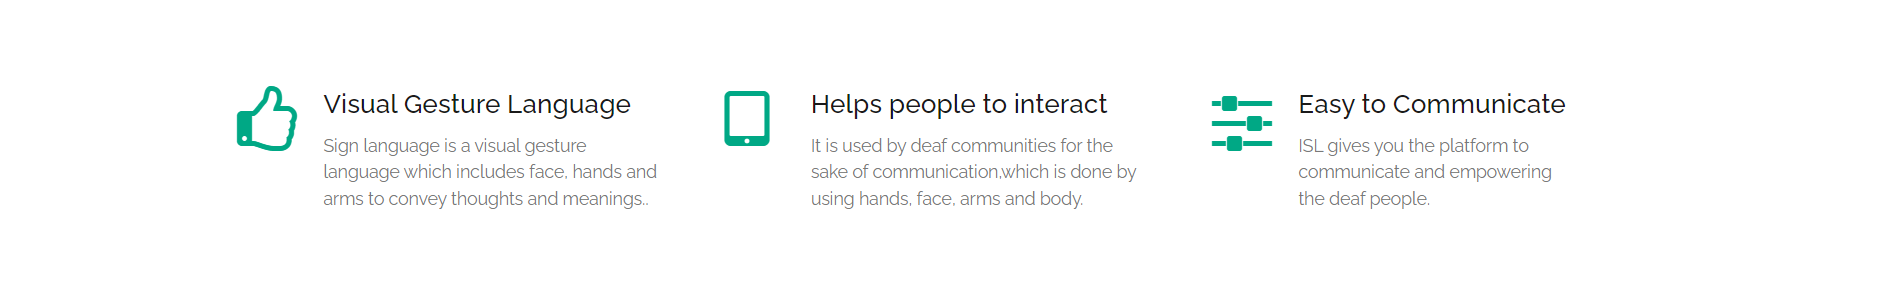 Visual Gesture Language
Sign language is a visual gesture
language which includes face, hands and
arms to convey thoughts and meanings..
Helps people to interact
It is used by deaf communities for the
sake of communication,which is done by
using hands, face, arms and body.
Easy to Communicate
ISL gives you the platform to
communicate and empowering
the deaf people.